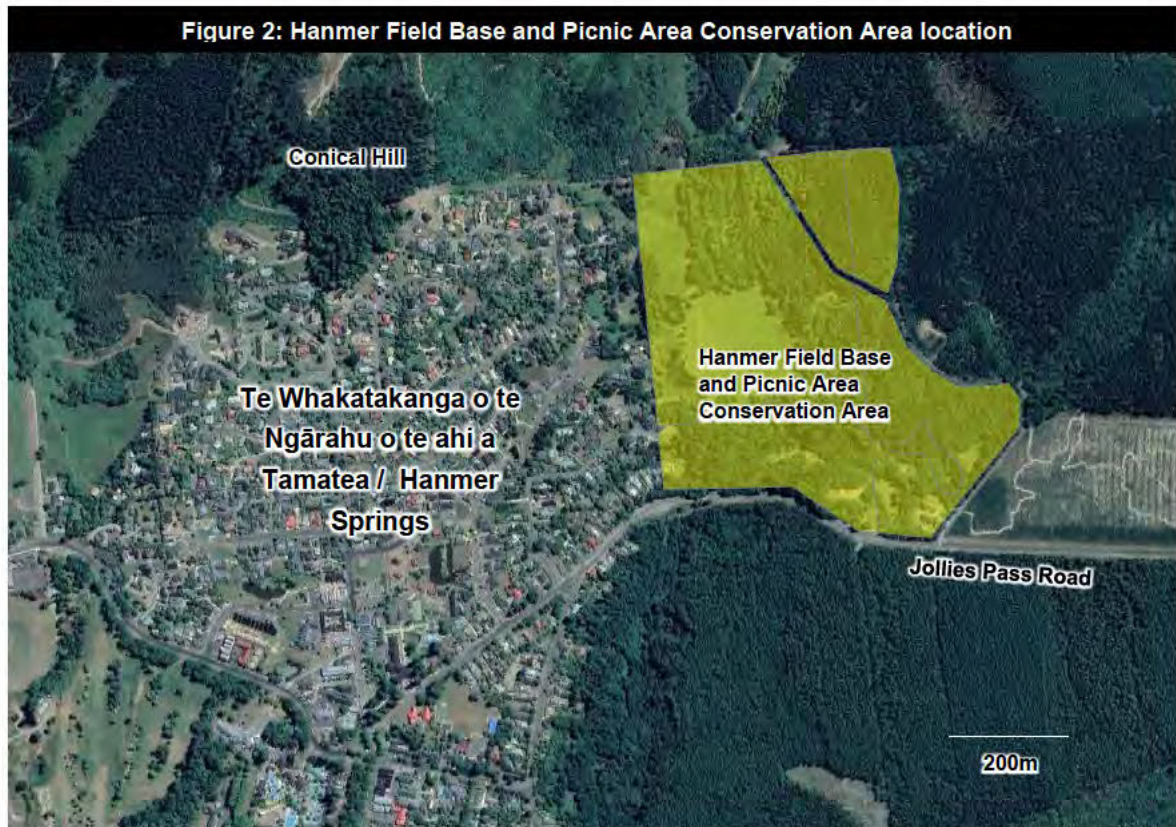 Figure 2: Hanmer Field Base and Picnic Area Conservation Area location
Conical Hill
Hanmer Field Base
and Picnic Area
Conservation Area
Te Whakatakanga o te
Ngārahu o te ahi a
Tamatea / Hanmer
Springs
Jollies Pass Road
200m